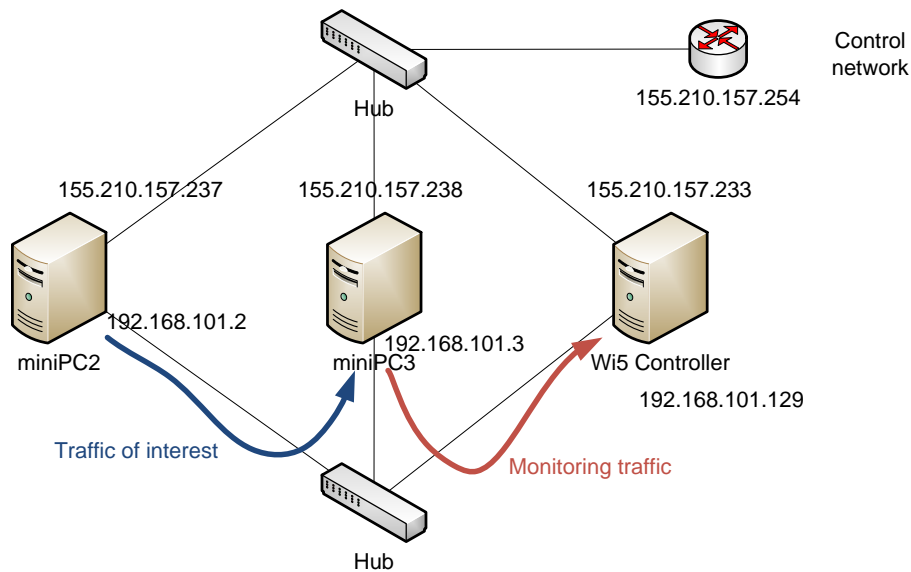 Control
network
155.210.157.254
Hub
155.210.157.237
155.210.157.238
155.210.157.233
192.168.101.2
192.168.101.3
miniPC2
miniPC3
Wi5 Controller
192.168.101.129
Traffic of interest
Monitoring traffic
Hub